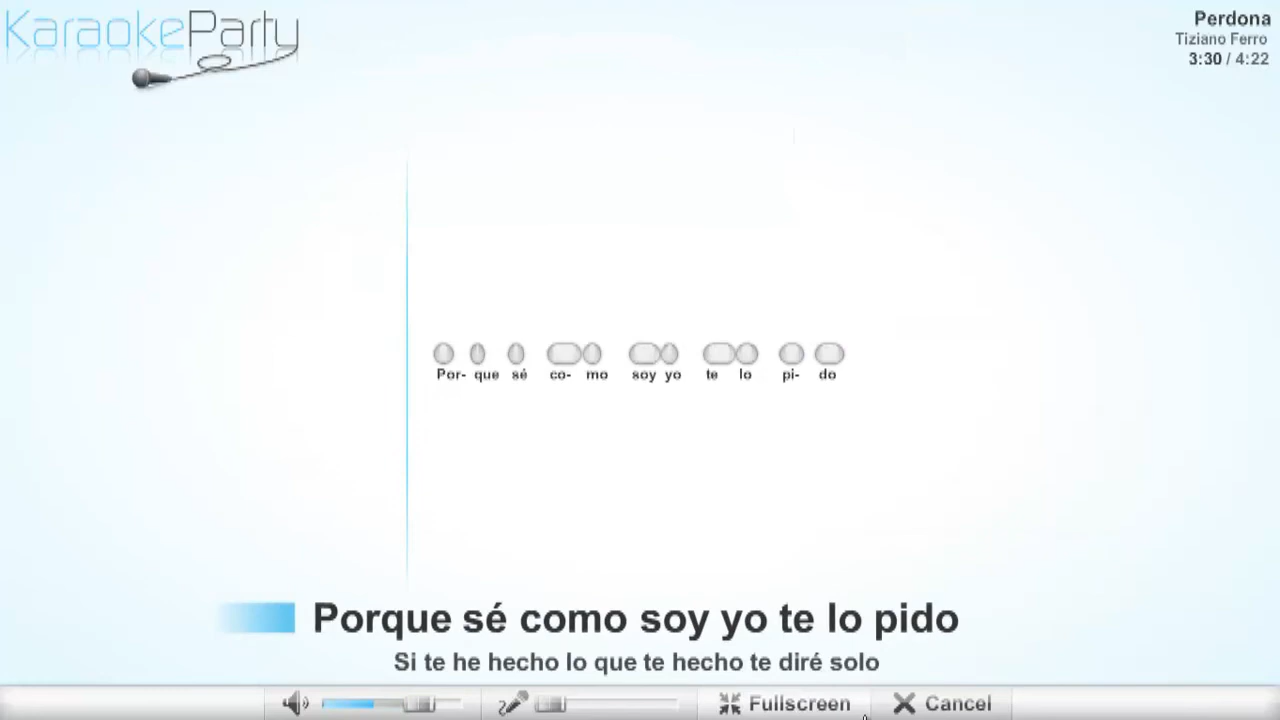 KaraokeParty
Perdona
Tiziano Ferro
3:30 / 4:22
Por- que sé co- mo soy yo te lo pi- do
Porque sé como soy yo te lo pido
Si te he hecho lo que te hecho te diré solo
Fullscreen
Cancel